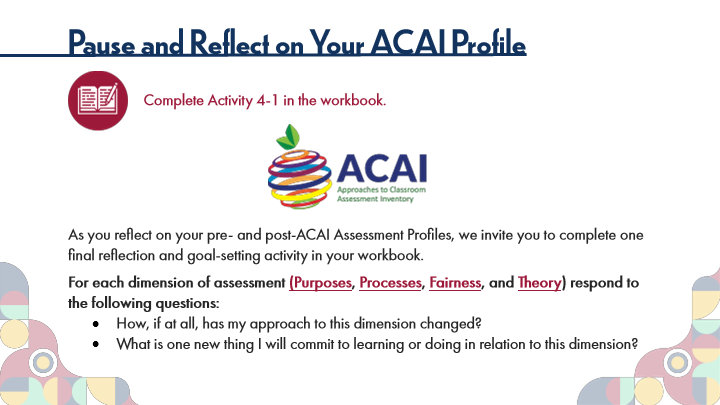 Pause and Reflect on Your ACAI Profile
Complete Activity 4-1 in the workbook.
ACAI
Approaches to Classroom
Assessment Inventory
As you reflect on your pre- and post-ACAI Assessment Profiles, we invite you to complete one
final reflection and goal-setting activity in your workbook.
For each dimension of assessment (Purposes, Processes, Fairness, and Theory) respond to
the following questions:
• How, if at all, has my approach to this dimension changed?
• What is one new thing I will commit to learning or doing in relation to this dimension?